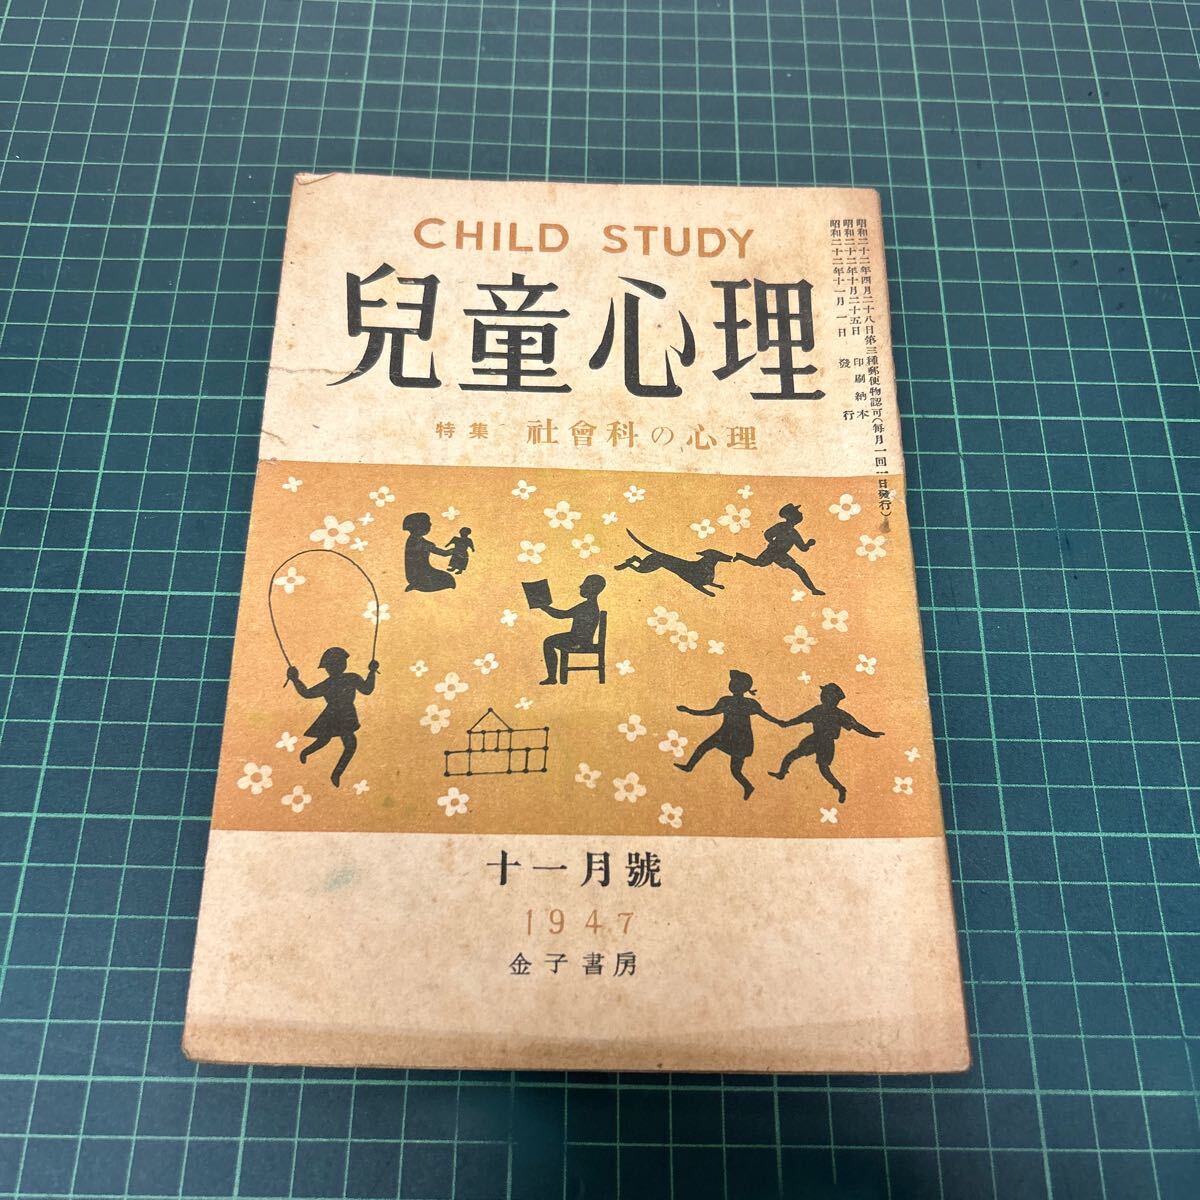 CHILD STUDY
兒童心理
特集 社會科の心理
昭和二十二年四月二十八日第三種郵便物認可(每月一回一日發行)
昭和二十二年十月二十五日 印刷納本
昭和二十二年十一月一日 發行
十一月號
1947
金子書房